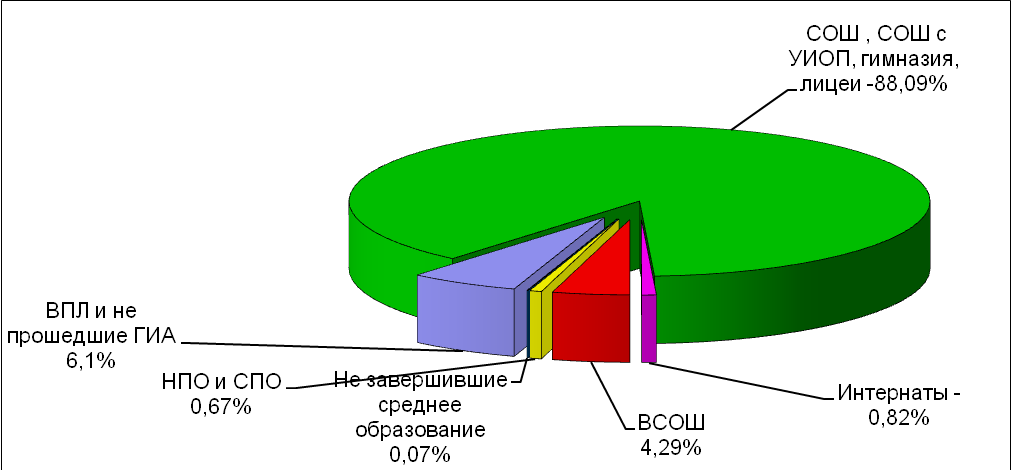 СОШ , СОШ с
УИОП, гимназия,
лицеи -88,09%
ВПЛ и не
прошедшие ГИА
6,1%
НПО и СПО
0,67%
Не завершившие
среднее
образование
0,07%
ВСОШ
4,29%
Интернаты -
0,82%